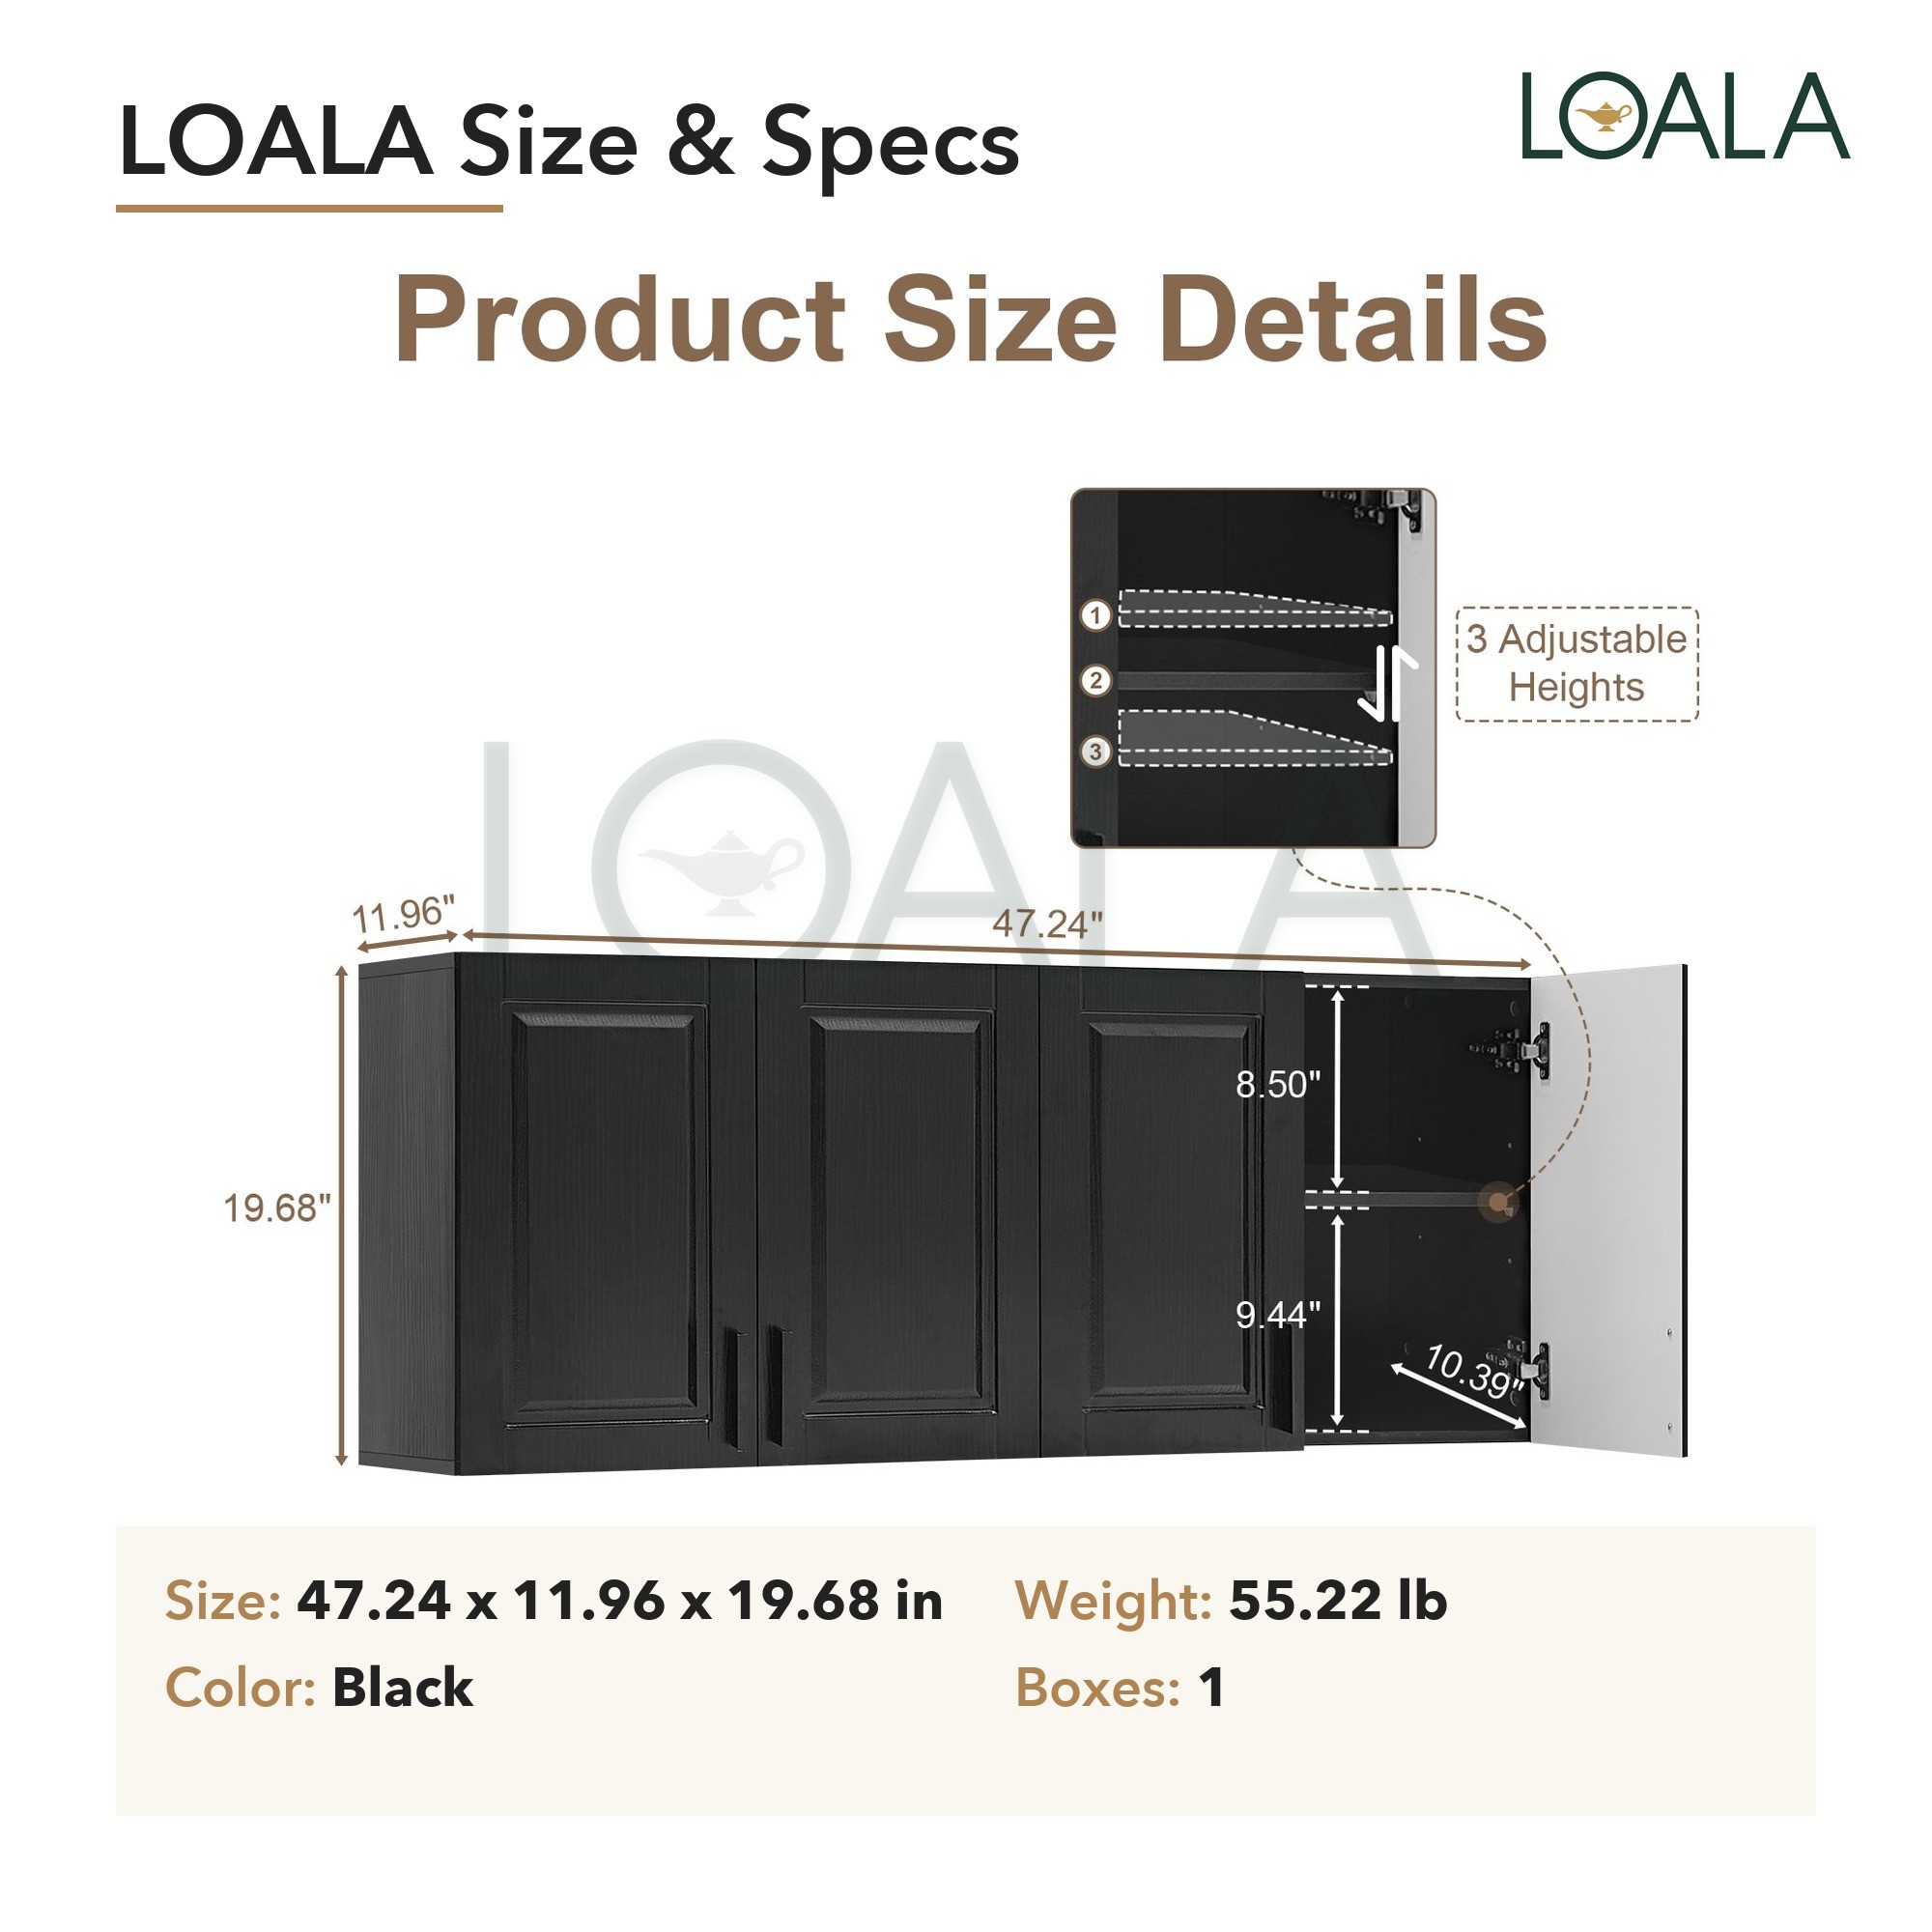 LOALA Size & Specs
LOALA
Product Size Details
1
2
3
3 Adjustable
Heights
LOALA
11.96"
47.24"
19.68"
8.50"
9.44"
10.39"
Size: 47.24 x 11.96 x 19.68 in
Weight: 55.22 lb
Color: Black
Boxes: 1